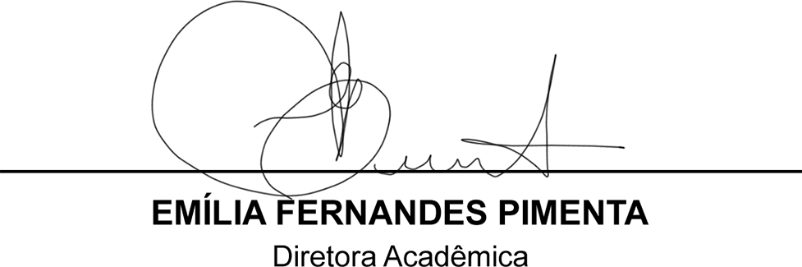 EMÍLIA FERNANDES PIMENTA
Diretora Acadêmica